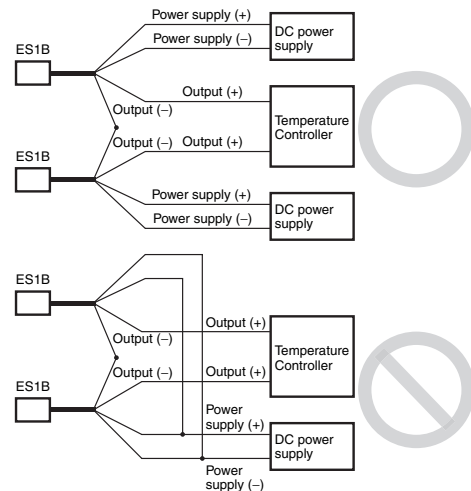 Power supply (+)
Power supply (−)
DC power
supply
ES1B
Output (+)
Output (−)
Temperature
Controller
Output (−)
Output (+)
ES1B
Power supply (+)
Power supply (−)
DC power
supply
ES1B
Output (+)
Output (−)
Temperature
Controller
Output (−)
Output (+)
ES1B
Power
supply (+)
DC power
supply
Power
supply (−)